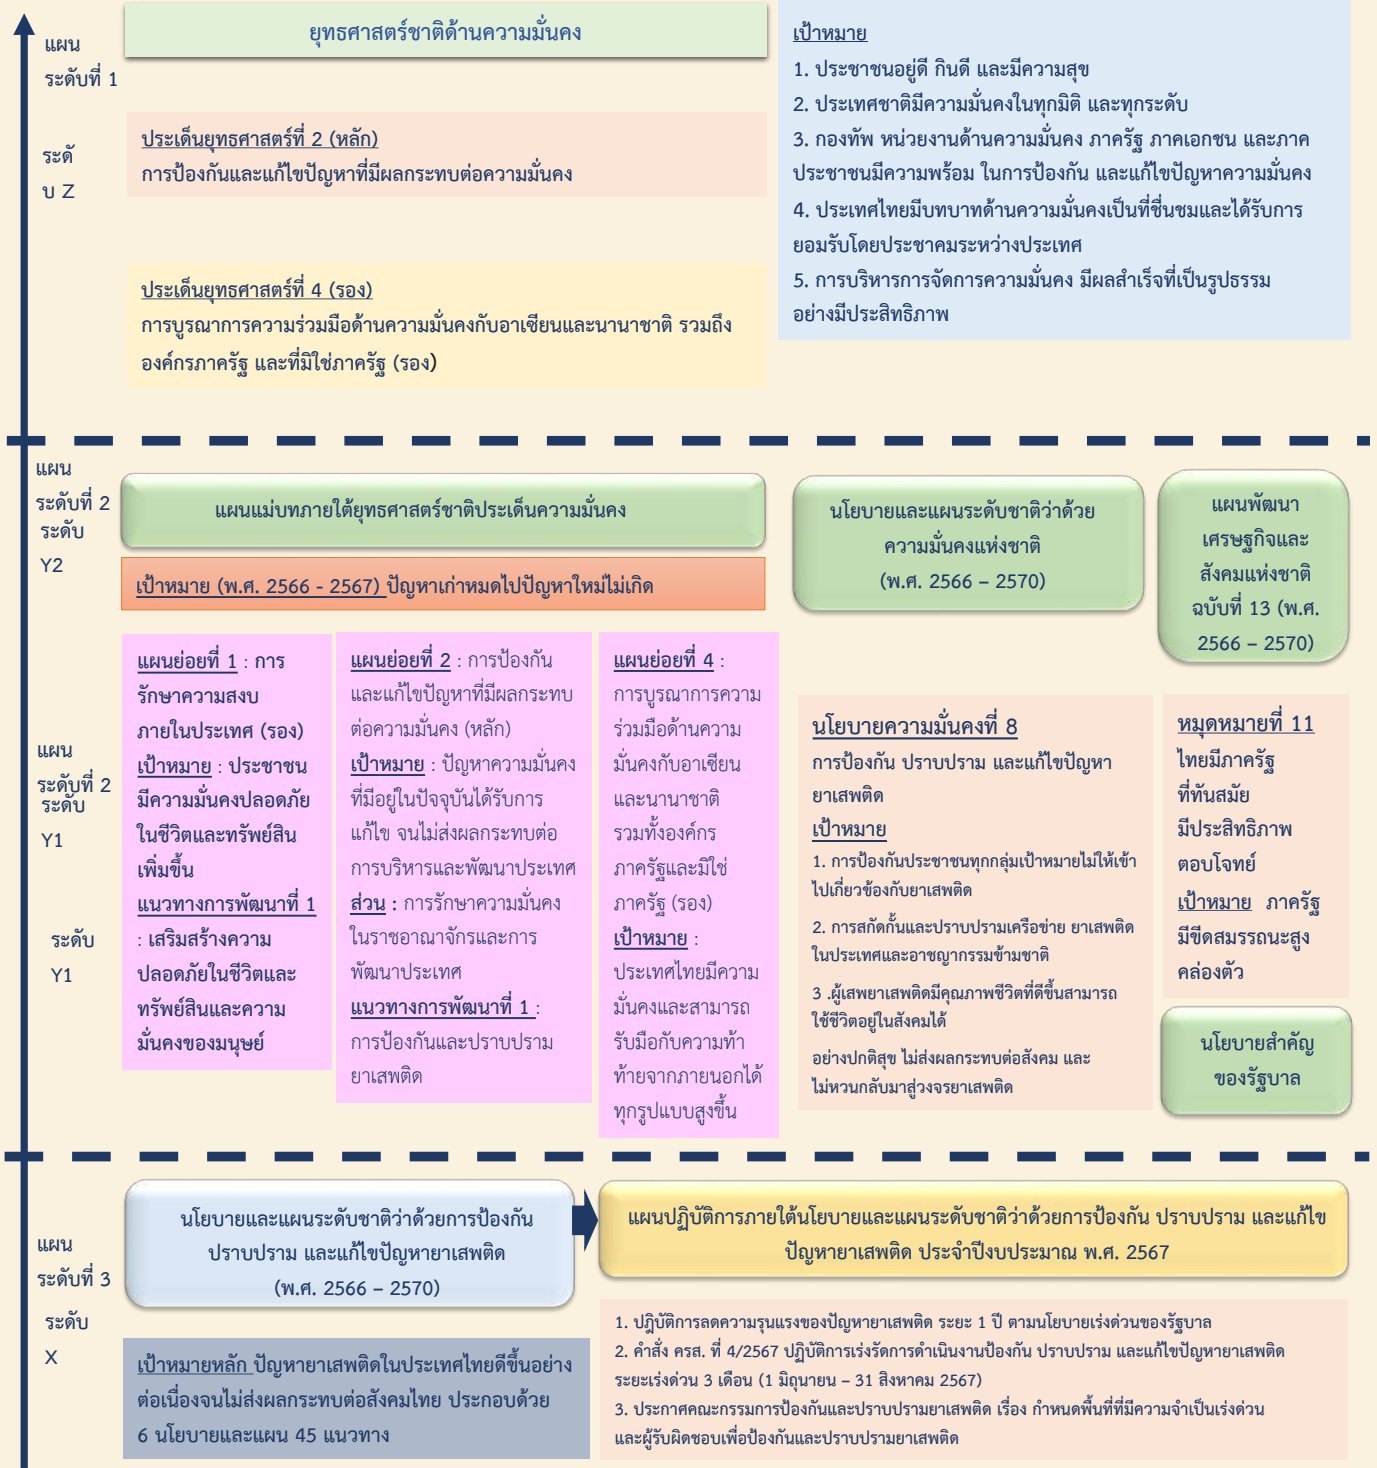 แผน
ระดับที่ 1
ยุทธศาสตร์ชาติด้านความมั่นคง
ระดั
บ Z
ประเด็นยุทธศาสตร์ที่ 2 (หลัก)
การป้องกันและแก้ไขปัญหาที่มีผลกระทบต่อความมั่นคง
ประเด็นยุทธศาสตร์ที่ 4 (รอง)
การบูรณาการความร่วมมือด้านความมั่นคงกับอาเซียนและนานาชาติ รวมถึง
องค์กรภาครัฐ และที่มิใช่ภาครัฐ (รอง)
เป้าหมาย
1. ประชาชนอยู่ดี กินดี และมีความสุข
2. ประเทศชาติมีความมั่นคงในทุกมิติ และทุกระดับ
3. กองทัพ หน่วยงานด้านความมั่นคง ภาครัฐ ภาคเอกชน และภาค
ประชาชนมีความพร้อม ในการป้องกัน และแก้ไขปัญหาความมั่นคง
4. ประเทศไทยมีบทบาทด้านความมั่นคงเป็นที่ชื่นชมและได้รับการ
ยอมรับโดยประชาคมระหว่างประเทศ
5. การบริหารการจัดการความมั่นคง มีผลสำเร็จที่เป็นรูปธรรม
อย่างมีประสิทธิภาพ
แผน
ระดับที่ 2
ระดับ
Y2
แผนแม่บทภายใต้ยุทธศาสตร์ชาติประเด็นความมั่นคง
เป้าหมาย (พ.ศ. 2566 - 2567) ปัญหาเก่าหมดไปปัญหาใหม่ไม่เกิด
นโยบายและแผนระดับชาติว่าด้วย
ความมั่นคงแห่งชาติ
(พ.ศ. 2566 – 2570)
แผนพัฒนา
เศรษฐกิจและ
สังคมแห่งชาติ
ฉบับที่ 13 (พ.ศ.
2566 – 2570)
แผน
ระดับที่ 2
ระดับ
Y1
ระดับ
Y1
แผนย่อยที่ 1 : การ
รักษาความสงบ
ภายในประเทศ (รอง)
เป้าหมาย : ประชาชน
มีความมั่นคงปลอดภัย
ในชีวิตและทรัพย์สิน
เพิ่มขึ้น
แนวทางการพัฒนาที่ 1
: เสริมสร้างความ
ปลอดภัยในชีวิตและ
ทรัพย์สินและความ
มั่นคงของมนุษย์
แผนย่อยที่ 2 : การป้องกัน
และแก้ไขปัญหาที่มีผลกระทบ
ต่อความมั่นคง (หลัก)
เป้าหมาย : ปัญหาความมั่นคง
ที่มีอยู่ในปัจจุบันได้รับการ
แก้ไข จนไม่ส่งผลกระทบต่อ
การบริหารและพัฒนาประเทศ
ส่วน : การรักษาความมั่นคง
ในราชอาณาจักรและการ
พัฒนาประเทศ
แนวทางการพัฒนาที่ 1 :
การป้องกันและปราบปราม
ยาเสพติด
แผนย่อยที่ 4 :
การบูรณาการความ
ร่วมมือด้านความ
มั่นคงกับอาเซียน
และนานาชาติ
รวมทั้งองค์กร
ภาครัฐและมิใช่
ภาครัฐ (รอง)
เป้าหมาย :
ประเทศไทยมีความ
มั่นคงและสามารถ
รับมือกับความท้า
ท้ายจากภายนอกได้
ทุกรูปแบบสูงขึ้น
นโยบายความมั่นคงที่ 8
การป้องกัน ปราบปราม และแก้ไขปัญหา
ยาเสพติด
เป้าหมาย
1. การป้องกันประชาชนทุกกลุ่มเป้าหมายไม่ให้เข้า
ไปเกี่ยวข้องกับยาเสพติด
2. การสกัดกั้นและปราบปรามเครือข่าย ยาเสพติด
ในประเทศและอาชญากรรมข้ามชาติ
3 .ผู้เสพยาเสพติดมีคุณภาพชีวิตที่ดีขึ้นสามารถ
ใช้ชีวิตอยู่ในสังคมได้
อย่างปกติสุข ไม่ส่งผลกระทบต่อสังคม และ
ไม่หวนกลับมาสู่วงจรยาเสพติด
หมุดหมายที่ 11
ไทยมีภาครัฐ
ที่ทันสมัย
มีประสิทธิภาพ
ตอบโจทย์
เป้าหมาย ภาครัฐ
มีขีดสมรรถนะสูง
คล่องตัว
นโยบายสำคัญ
ของรัฐบาล
แผน
ระดับที่ 3
ระดับ
X
นโยบายและแผนระดับชาติว่าด้วยการป้องกัน
ปราบปราม และแก้ไขปัญหายาเสพติด
(พ.ศ. 2566 – 2570)
เป้าหมายหลัก ปัญหายาเสพติดในประเทศไทยดีขึ้นอย่าง
ต่อเนื่องจนไม่ส่งผลกระทบต่อสังคมไทย ประกอบด้วย
6 นโยบายและแผน 45 แนวทาง
แผนปฏิบัติการภายใต้นโยบายและแผนระดับชาติว่าด้วยการป้องกัน ปราบปราม และแก้ไข
ปัญหายาเสพติด ประจำปีงบประมาณ พ.ศ. 2567
1. ปฏิบัติการลดความรุนแรงของปัญหายาเสพติด ระยะ 1 ปี ตามนโยบายเร่งด่วนของรัฐบาล
2. คำสั่ง ครส. ที่ 4/2567 ปฏิบัติการเร่งรัดการดำเนินงานป้องกัน ปราบปราม และแก้ไขปัญหายาเสพติด
ระยะเร่งด่วน 3 เดือน (1 มิถุนายน – 31 สิงหาคม 2567)
3. ประกาศคณะกรรมการป้องกันและปราบปรามยาเสพติด เรื่อง กำหนดพื้นที่ที่มีความจำเป็นเร่งด่วน
และผู้รับผิดชอบเพื่อป้องกันและปราบปรามยาเสพติด